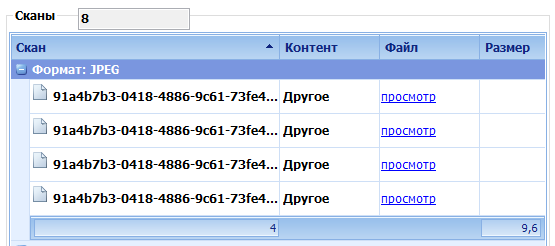 Сканы 8
Скан Контент Файл Размер
Формат: JPEG
91a4b7b3-0418-4886-9c61-73fe4... Другое просмотр
91a4b7b3-0418-4886-9c61-73fe4... Другое просмотр
91a4b7b3-0418-4886-9c61-73fe4... Другое просмотр
91a4b7b3-0418-4886-9c61-73fe4... Другое просмотр
4 9,6